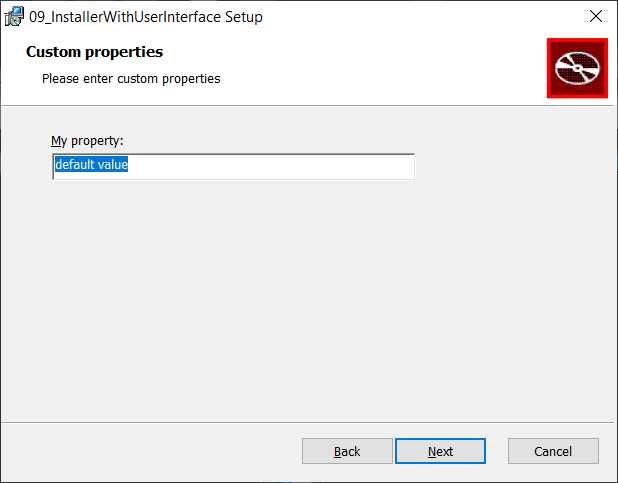 09_InstallerWithUserInterface Setup
Custom properties
Please enter custom properties
My property:
default value
Back Next Cancel